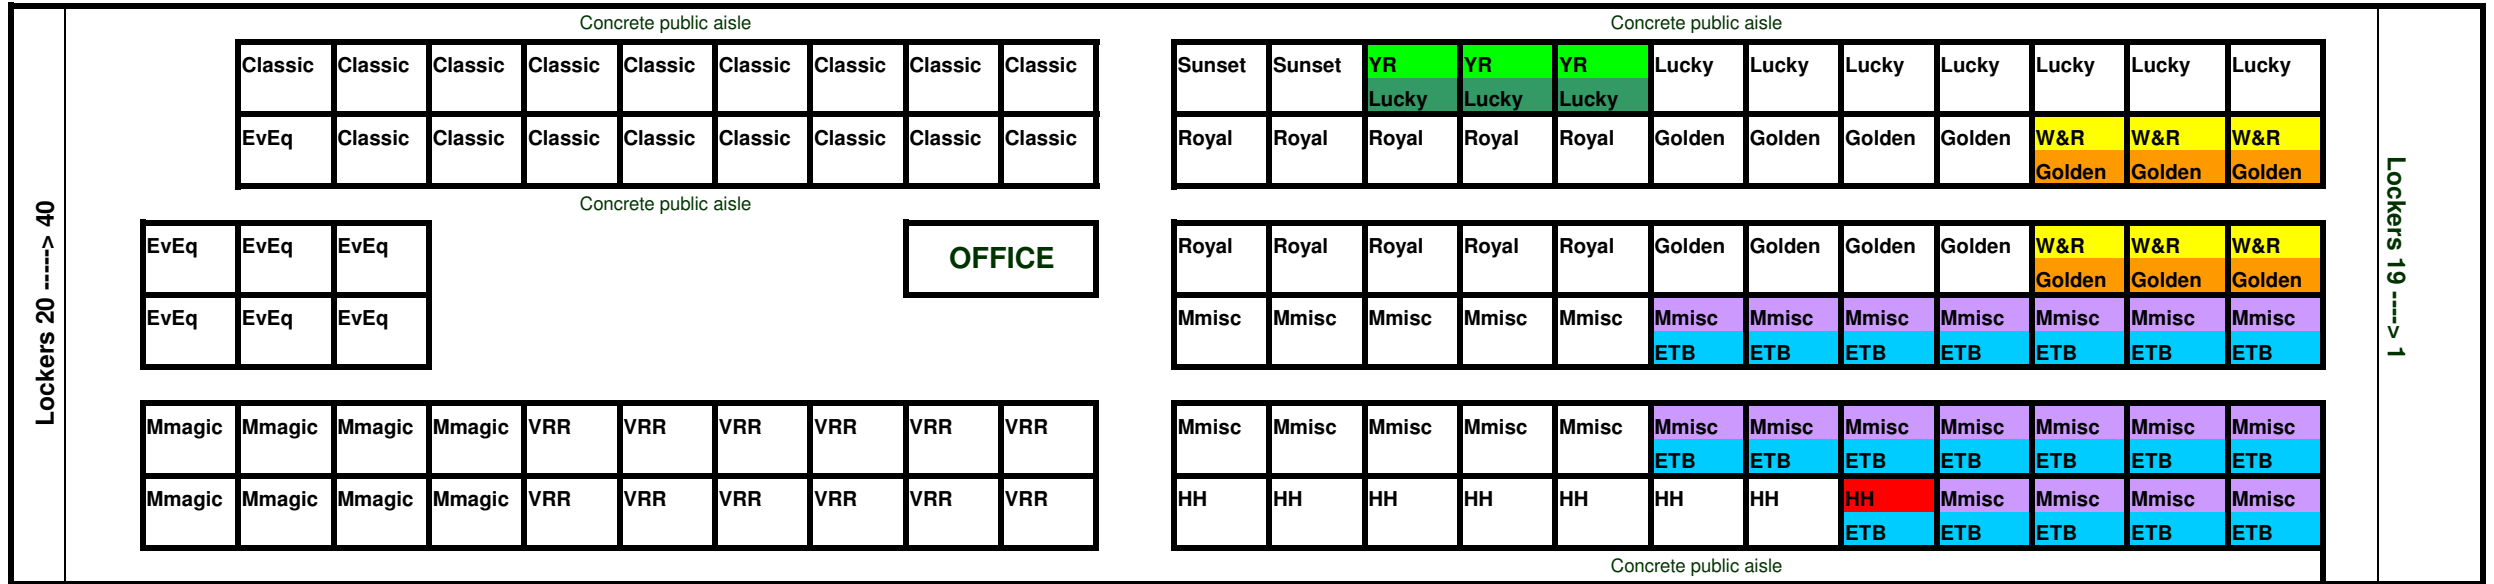 Concrete public aisle Concrete public aisle
Classic Classic Classic Classic Classic Classic Classic Classic Classic Sunset Sunset YR YR YR Lucky Lucky Lucky Lucky Lucky Lucky Lucky
Lucky Lucky Lucky
EvEq Classic Classic Classic Classic Classic Classic Classic Classic Royal Royal Royal Royal Royal Golden Golden Golden Golden W&R W&R W&R
Golden Golden Golden
Concrete public aisle
EvEq EvEq EvEq OFFICE Royal Royal Royal Royal Royal Golden Golden Golden Golden W&R W&R W&R
Golden Golden Golden
EvEq EvEq EvEq Mmisc Mmisc Mmisc Mmisc Mmisc Mmisc Mmisc Mmisc Mmisc Mmisc Mmisc Mmisc
ETB ETB ETB ETB ETB ETB ETB
Mmagic Mmagic Mmagic Mmagic VRR VRR VRR VRR VRR VRR Mmisc Mmisc Mmisc Mmisc Mmisc Mmisc Mmisc Mmisc Mmisc Mmisc Mmisc Mmisc
ETB ETB ETB ETB ETB ETB ETB
Mmagic Mmagic Mmagic Mmagic VRR VRR VRR VRR VRR VRR HH HH HH HH HH HH HH HH Mmisc Mmisc Mmisc Mmisc
ETB ETB ETB ETB ETB
Concrete public aisle
Lockers 20 -----> 40
Lockers 19 ----> 1